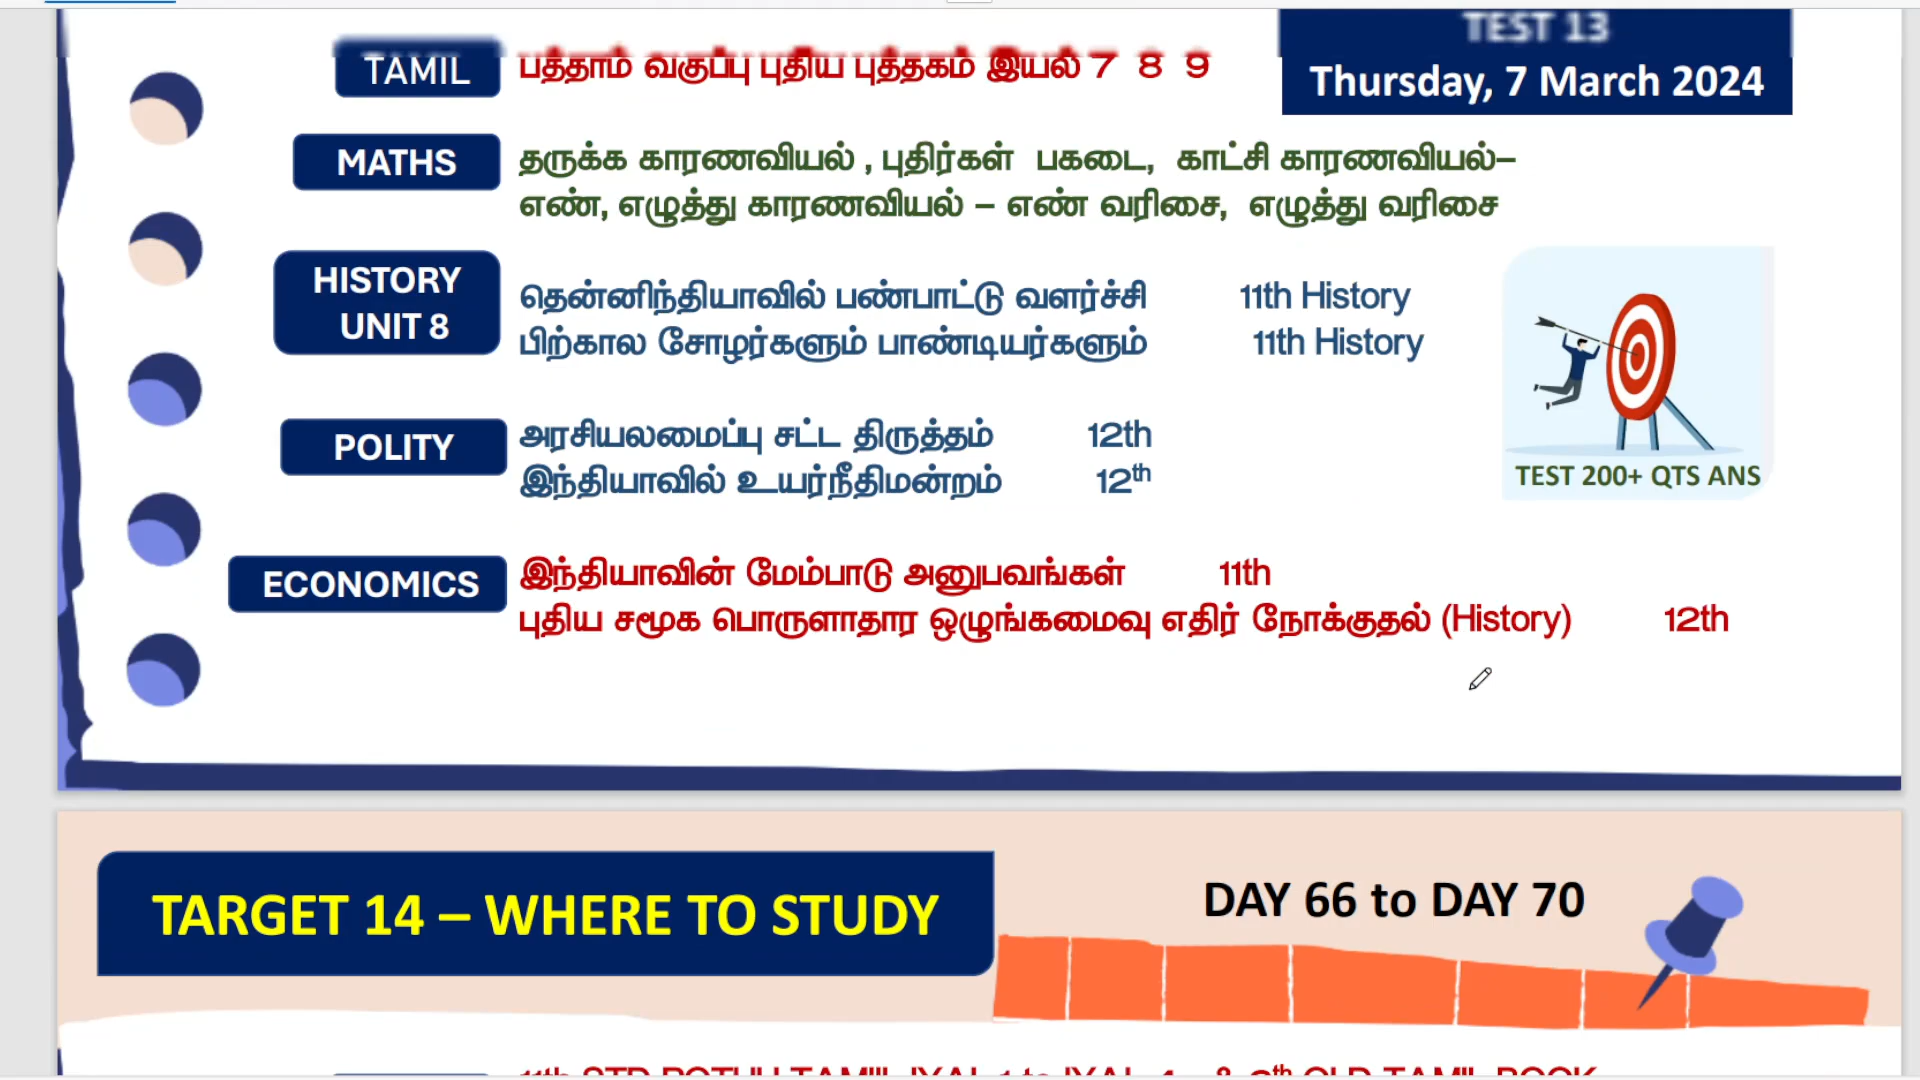 TEST 13
Thursday, 7 March 2024
TAMIL பத்தாம் வகுப்பு புதிய புத்தகம் இயல் 7 8 9
MATHS தருக்க காரணவியல் , புதிர்கள் பகடை, காட்சி காரணவியல்–
எண், எழுத்து காரணவியல் – எண் வரிசை, எழுத்து வரிசை
HISTORY
UNIT 8
தென்னிந்தியாவில் பண்பாட்டு வளர்ச்சி 11th History
பிற்கால சோழர்களும் பாண்டியர்களும் 11th History
POLITY அரசியலமைப்பு சட்ட திருத்தம் 12th
இந்தியாவில் உயர்நீதிமன்றம் 12th
TEST 200+ QTS ANS
ECONOMICS இந்தியாவின் மேம்பாடு அனுபவங்கள் 11th
புதிய சமூக பொருளாதார ஒழுங்கமைவு எதிர் நோக்குதல் (History) 12th
TARGET 14 – WHERE TO STUDY
DAY 66 to DAY 70